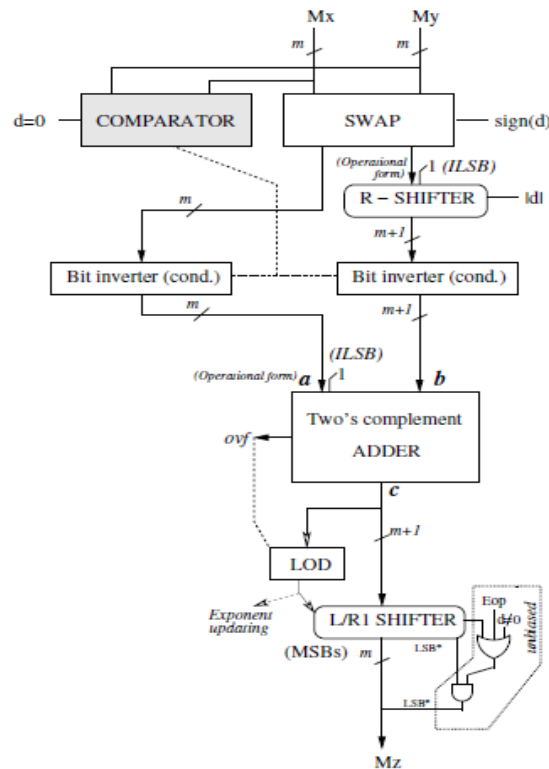 Mx My
m m
d=0 COMPARATOR SWAP sign(d)
(Operational form) 1 (ILSB)
m R – SHIFTER |d|
m+1
Bit inverter (cond.) Bit inverter (cond.)
m m+1
(ILSB)
(Operational form) a 1 b
Two's complement
ovf ADDER
c
m+1
LOD
Eop
d≠0
unbiased
Exponent updating
L/R1 SHIFTER
(MSBs) LSB*
m
LSB*
Mz